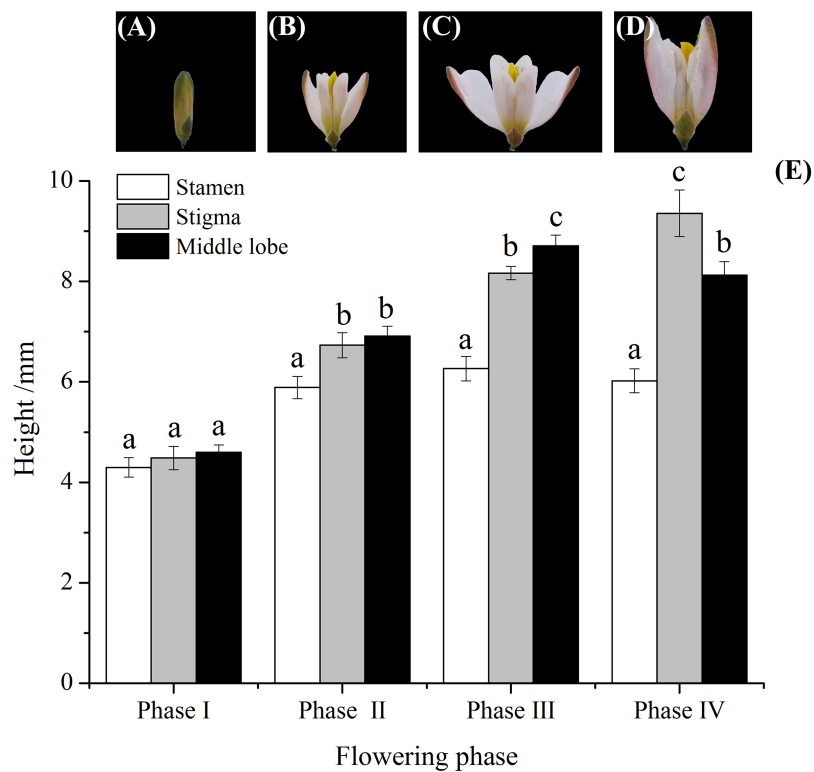 (A) (B) (C) (D)
(E)
10
8
6
4
2
0
Height /mm
Stamen
Stigma
Middle lobe
a a a
a b b
a b c
a c b
Phase I Phase II Phase III Phase IV
Flowering phase